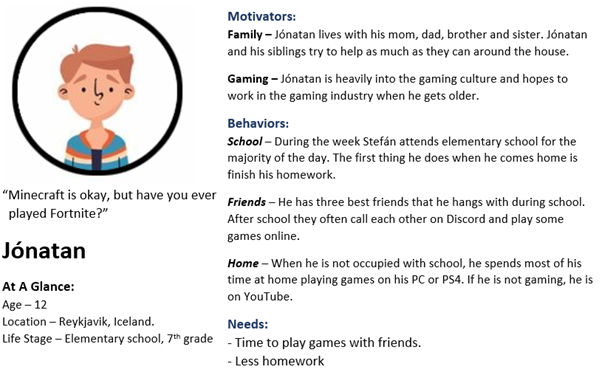 “Minecraft is okay, but have you ever
played Fortnite?”
Jónatan
At A Glance:
Age – 12
Location – Reykjavik, Iceland.
Life Stage – Elementary school, 7th grade
Motivators:
Family – Jónatan lives with his mom, dad, brother and sister. Jónatan
and his siblings try to help as much as they can around the house.
Gaming – Jónatan is heavily into the gaming culture and hopes to
work in the gaming industry when he gets older.
Behaviors:
School – During the week Stefán attends elementary school for the
majority of the day. The first thing he does when he comes home is
finish his homework.
Friends – He has three best friends that he hangs with during school.
After school they often call each other on Discord and play some
games online.
Home – When he is not occupied with school, he spends most of his
time at home playing games on his PC or PS4. If he is not gaming, he is
on YouTube.
Needs:
- Time to play games with friends.
- Less homework